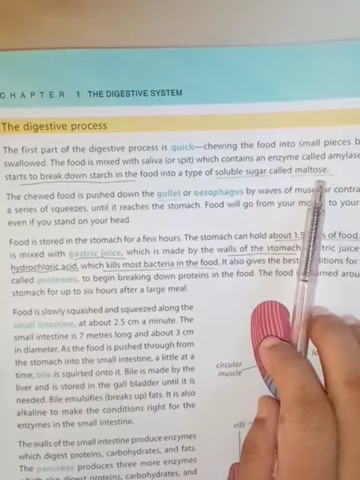 CHAPTER 1 THE DIGESTIVE SYSTEM
The digestive process
The first part of the digestive process is quick—chewing the food into small pieces
swallowed. The food is mixed with saliva (or spit) which contains an enzyme called amylase
starts to break down starch in the food into a type of soluble sugar called maltose.
The chewed food is pushed down the gullet or oesophagus by waves of
a series of squeezes, until it reaches the stomach. Food will go from your to your
even if you stand on your head.
Food is stored in the stomach for a few hours. The stomach can hold about 1.5 of food.
is mixed with gastric juice, which is made by the walls of the stomach juice
hydrochloric acid, which kills most bacteria in the food. It also gives the best for
called proteases, to begin breaking down proteins in the food. The food
stomach for up to six hours after a large meal.
Food is slowly squashed and squeezed along the
small intestine, at about 2.5 cm a minute. The
small intestine is 7 metres long and about 3 cm
in diameter. As the food is pushed through
from the stomach into the small intestine, a little at a
time, bile is squirted onto it. Bile is made by the
liver and is stored in the gall bladder until it is
needed. Bile emulsifies (breaks up) fats. It is also
alkaline to make the conditions right for the
enzymes in the small intestine.
circular
muscle
villi
The walls of the small intestine produce enzymes
which digest proteins, carbohydrates, and fats.
The pancreas produces three more enzymes
which also digest proteins, carbohydrates, and